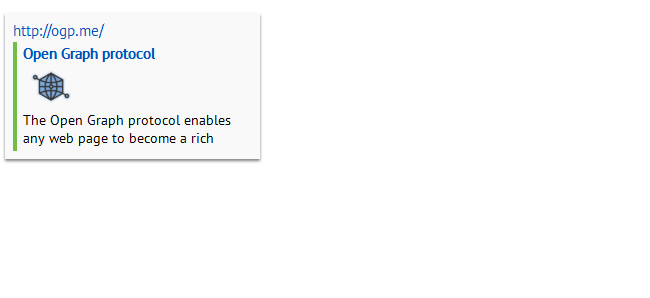 http://ogp.me/
Open Graph protocol
The Open Graph protocol enables
any web page to become a rich